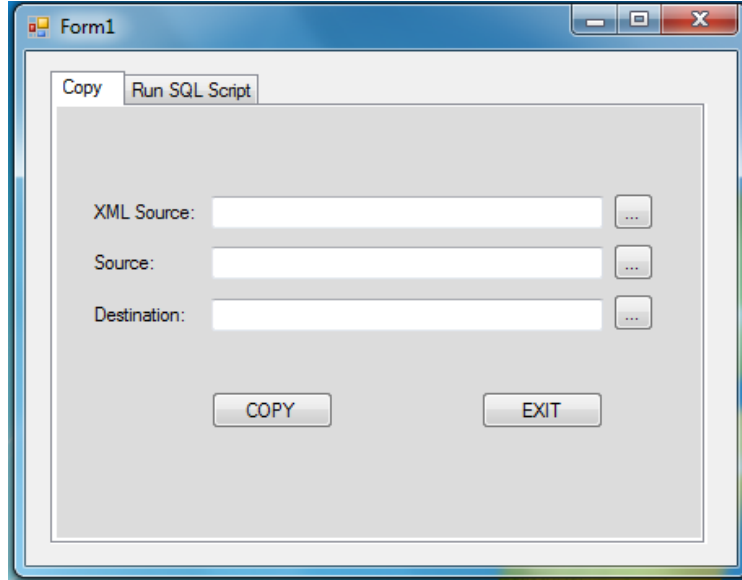 Form1
Copy Run SQL Script
XML Source: ...
Source: ...
Destination: ...
COPY EXIT